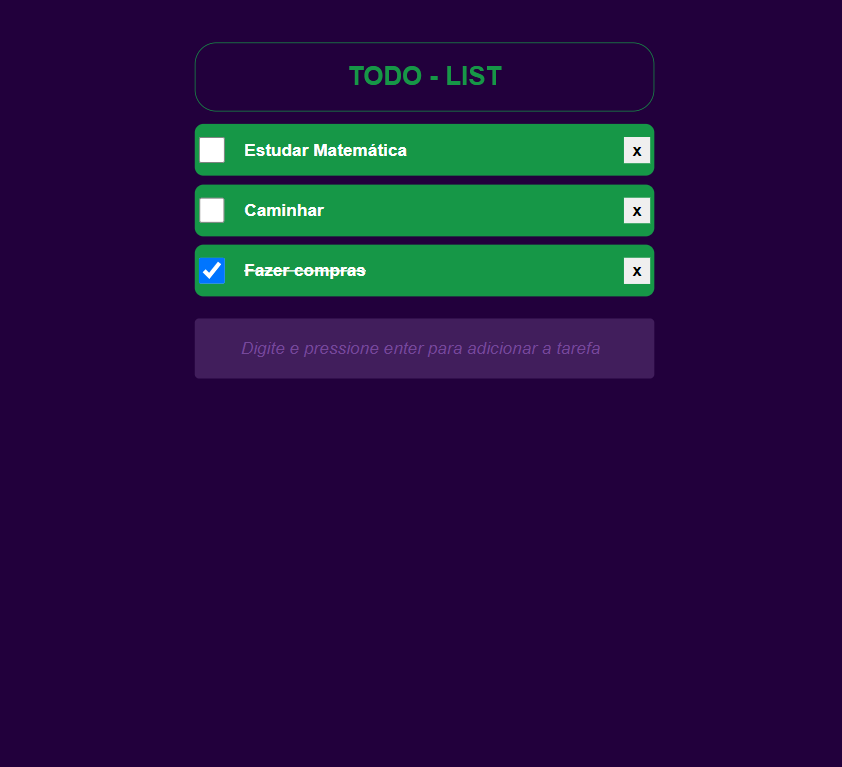 TODO - LIST
Estudar Matemática x
Caminhar x
Fazer compras x
Digite e pressione enter para adicionar a tarefa